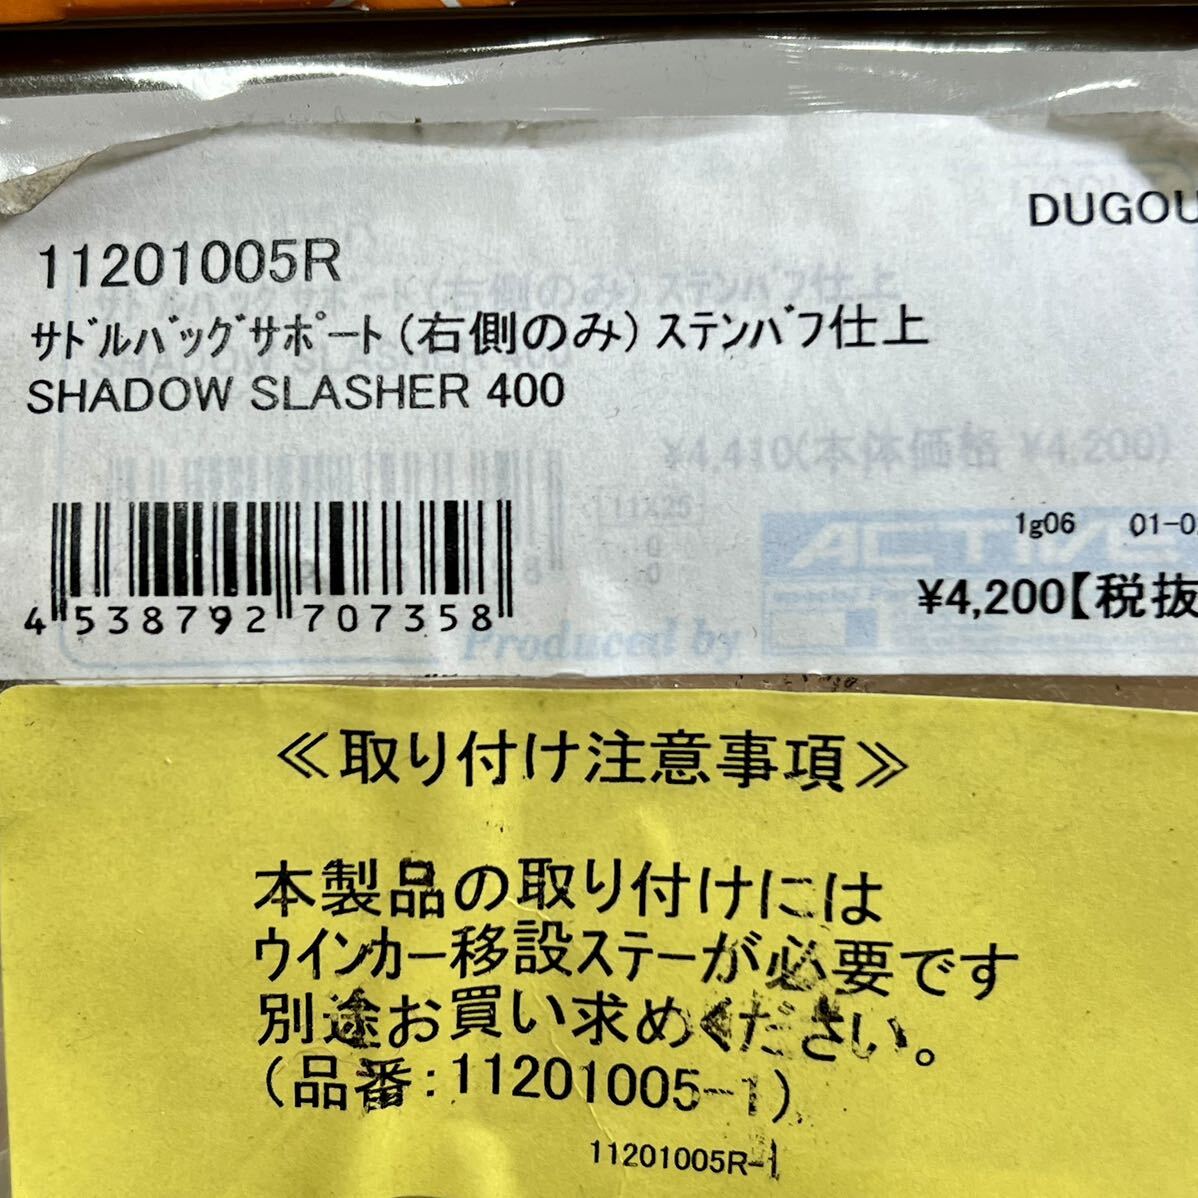 DUGOU
11201005R
ｻﾄﾞﾙﾊﾞｯｸﾞｻﾎﾟｰﾄ(右側のみ) ｽﾃﾝﾊﾞﾌ仕上
SHADOW SLASHER 400
¥4,410(本体価格 ¥4,200)
11X25
1g06 01-0
ACTIVE
¥4,200【税抜
4 538792 707358
Produced by
≪取り付け注意事項≫
本製品の取り付けには
ウインカー移設ステーが必要です
別途お買い求めください。
(品番:11201005-1)
11201005R-1